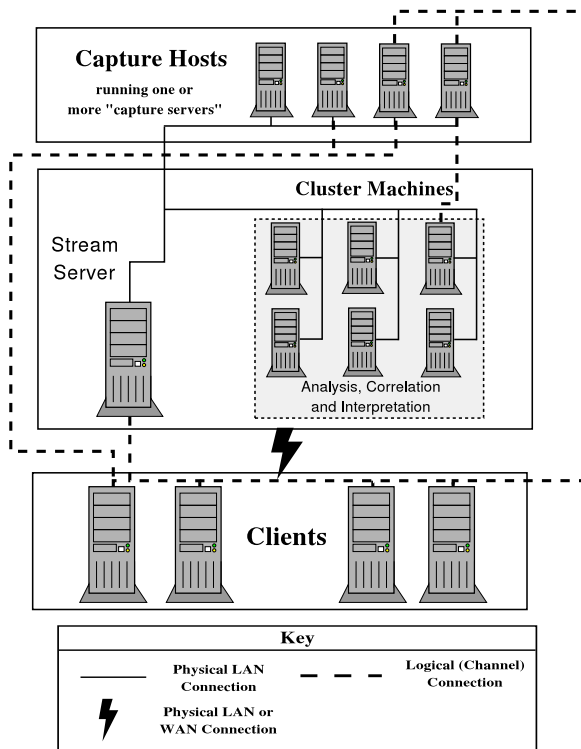 Capture Hosts
running one or
more "capture servers"
Cluster Machines
Stream
Server
Analysis, Correlation
and Interpretation
Clients
Key
Physical LAN
Connection
Logical (Channel)
Connection
Physical LAN or
WAN Connection